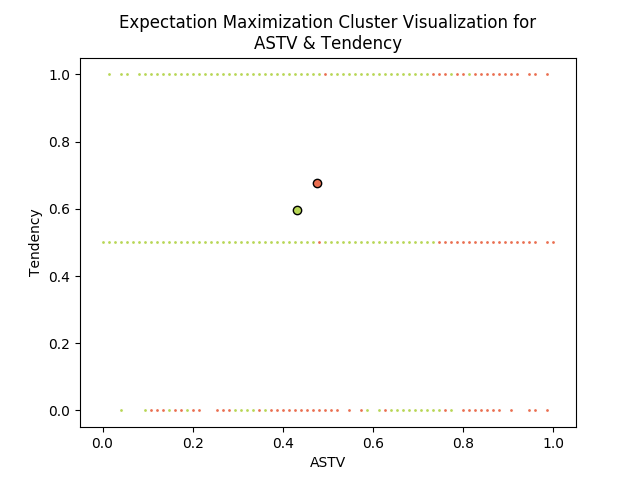 Expectation Maximization Cluster Visualization for
ASTV & Tendency
1.0
0.8
0.6
0.4
0.2
0.0
Tendency
0.0 0.2 0.4 0.6 0.8 1.0
ASTV